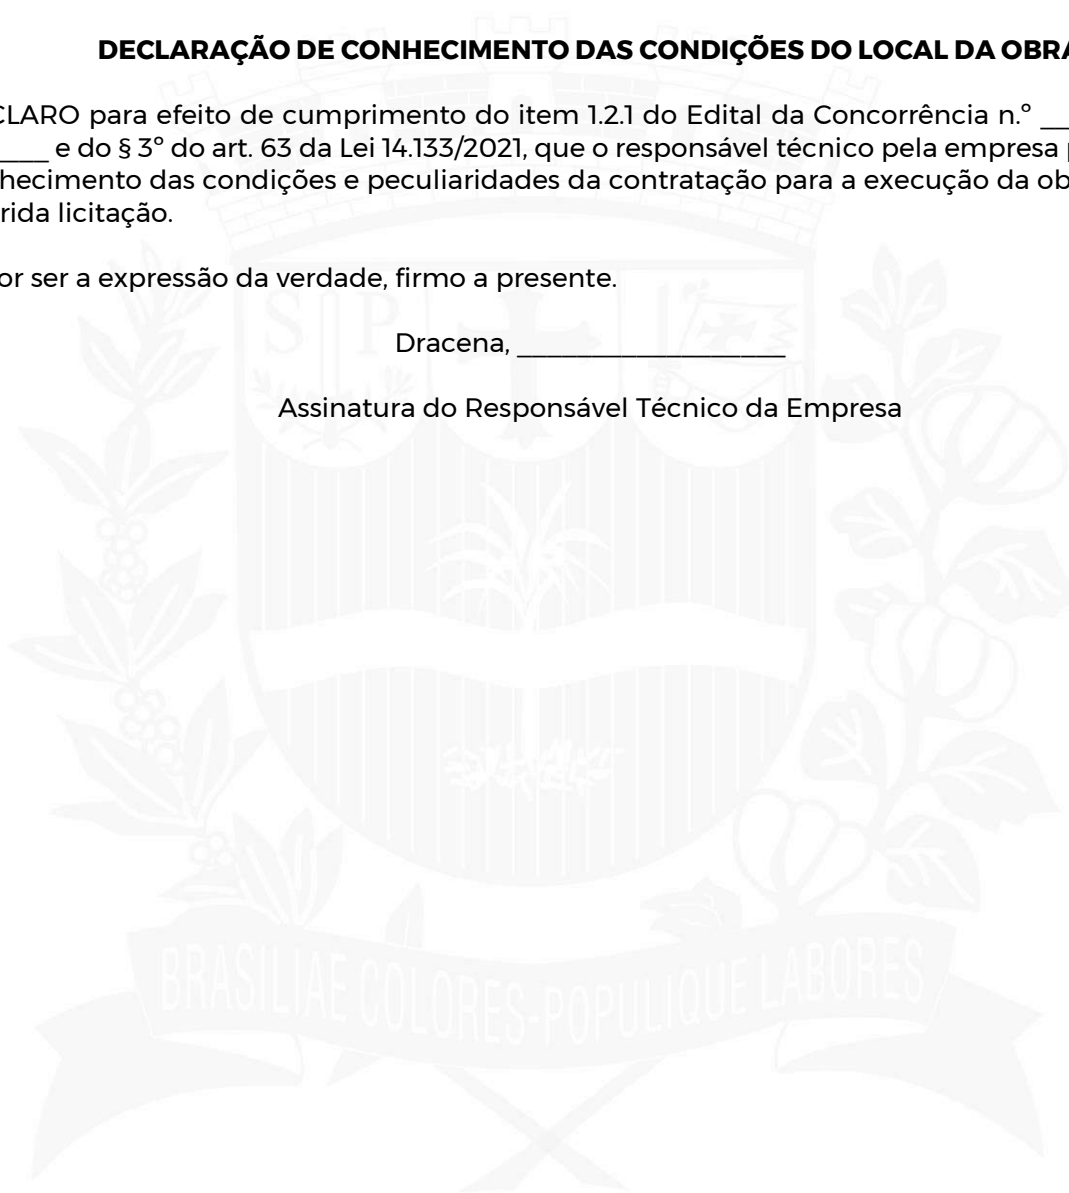 DECLARAÇÃO DE CONHECIMENTO DAS CONDIÇÕES DO LOCAL DA OBRA
CLARO para efeito de cumprimento do item 1.2.1 do Edital da Concorrência n.º __
____ e do § 3º do art. 63 da Lei 14.133/2021, que o responsável técnico pela empresa p
hecimento das condições e peculiaridades da contratação para a execução da ob
rida licitação.
or ser a expressão da verdade, firmo a presente.
S P
Dracena, ___________________
Assinatura do Responsável Técnico da Empresa
BRASILIAE COLORES-POPULIQUE LABORES